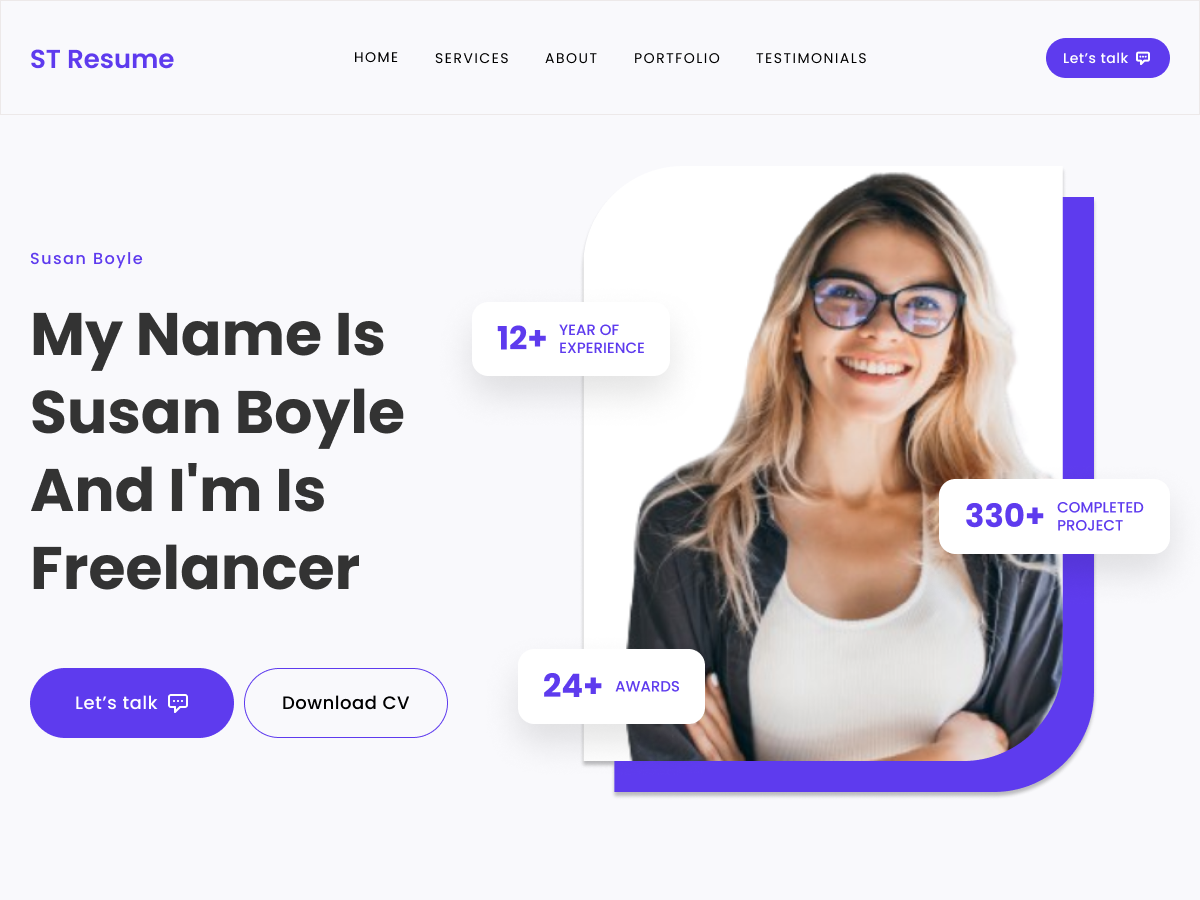 ST Resume
HOME
SERVICES
ABOUT
PORTFOLIO
TESTIMONIALS
Let's talk
Susan Boyle
My Name Is
Susan Boyle
And I'm Is
Freelancer
Let's talk
Download CV
12+
YEAR OF
EXPERIENCE
330+
COMPLETED
PROJECT
24+
AWARDS